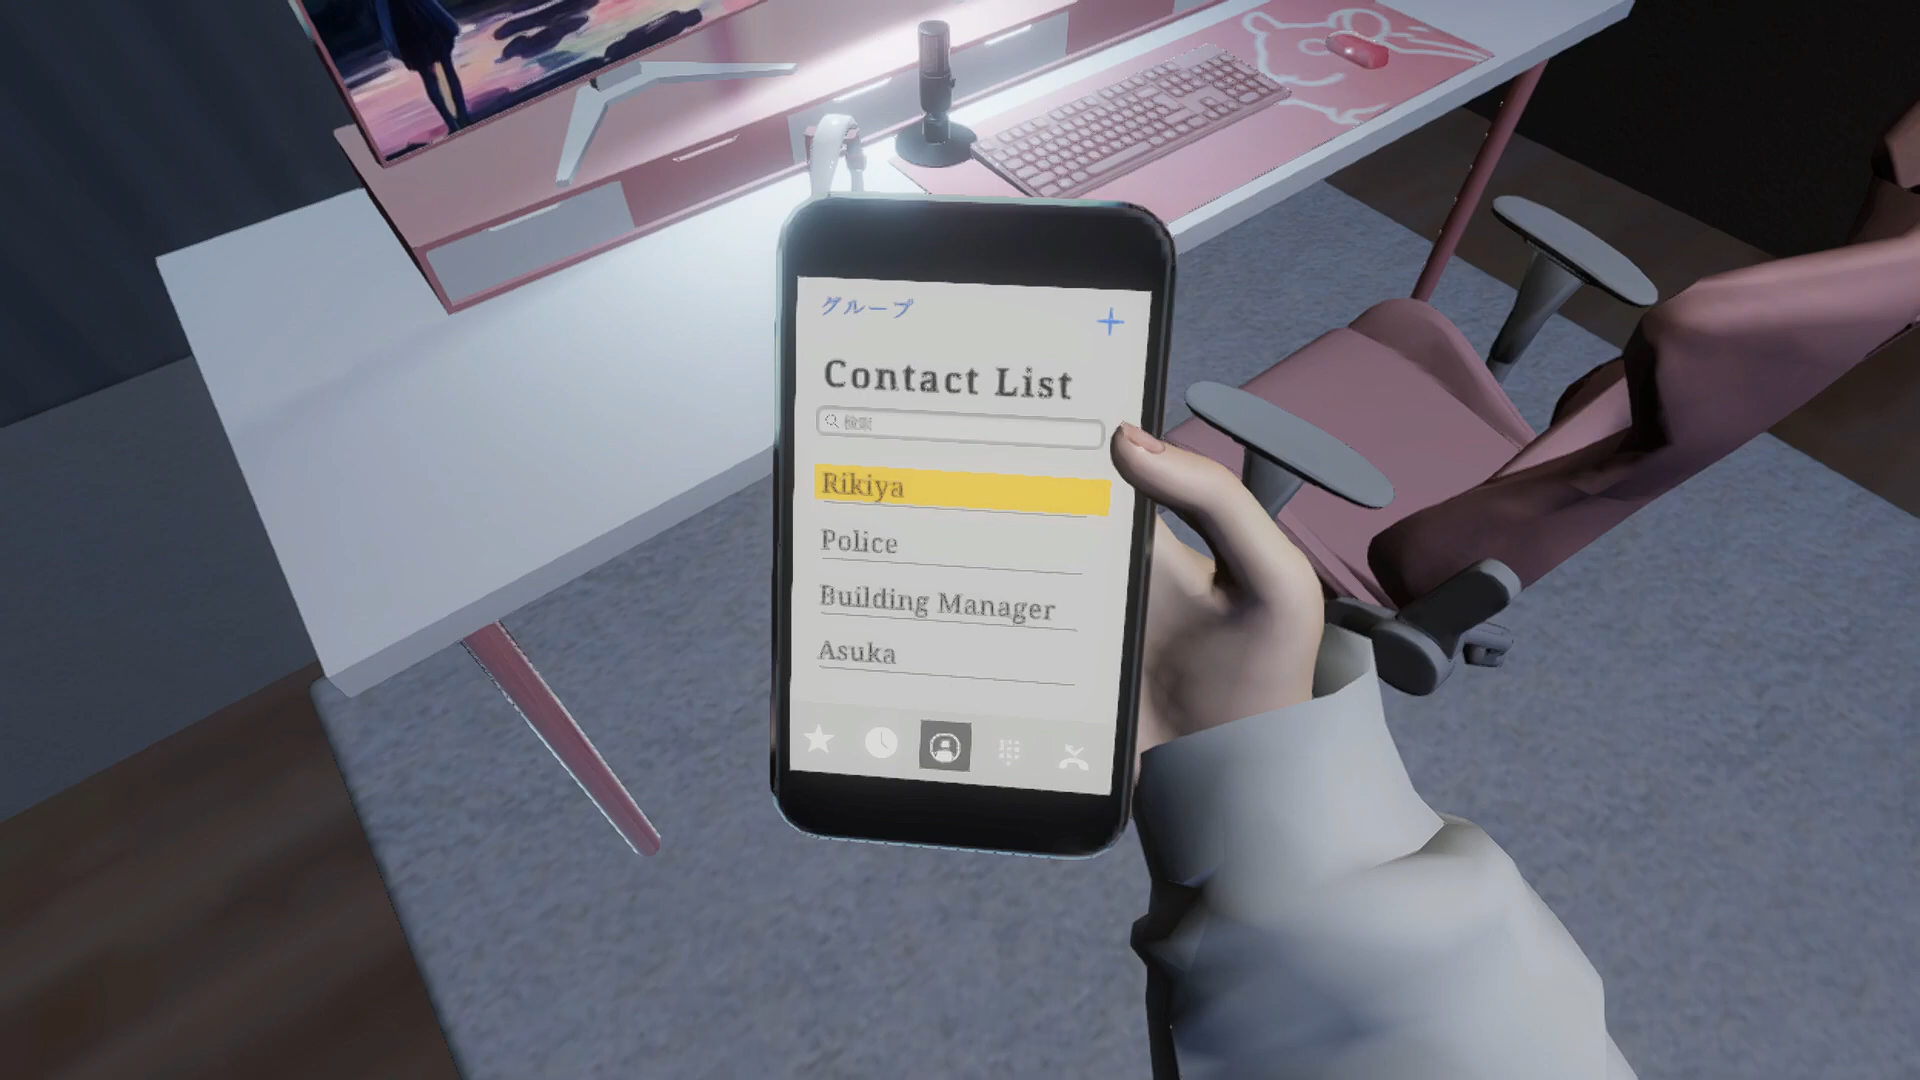 グループ
Contact List
検索
Rikiya
Police
Building Manager
Asuka